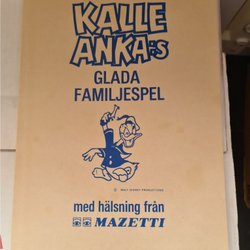 KALLE
ANKA:S
GLADA
FAMILJESPEL
© WALT DISNEY PRODUCTIONS
med hälsning från
MAZETTI